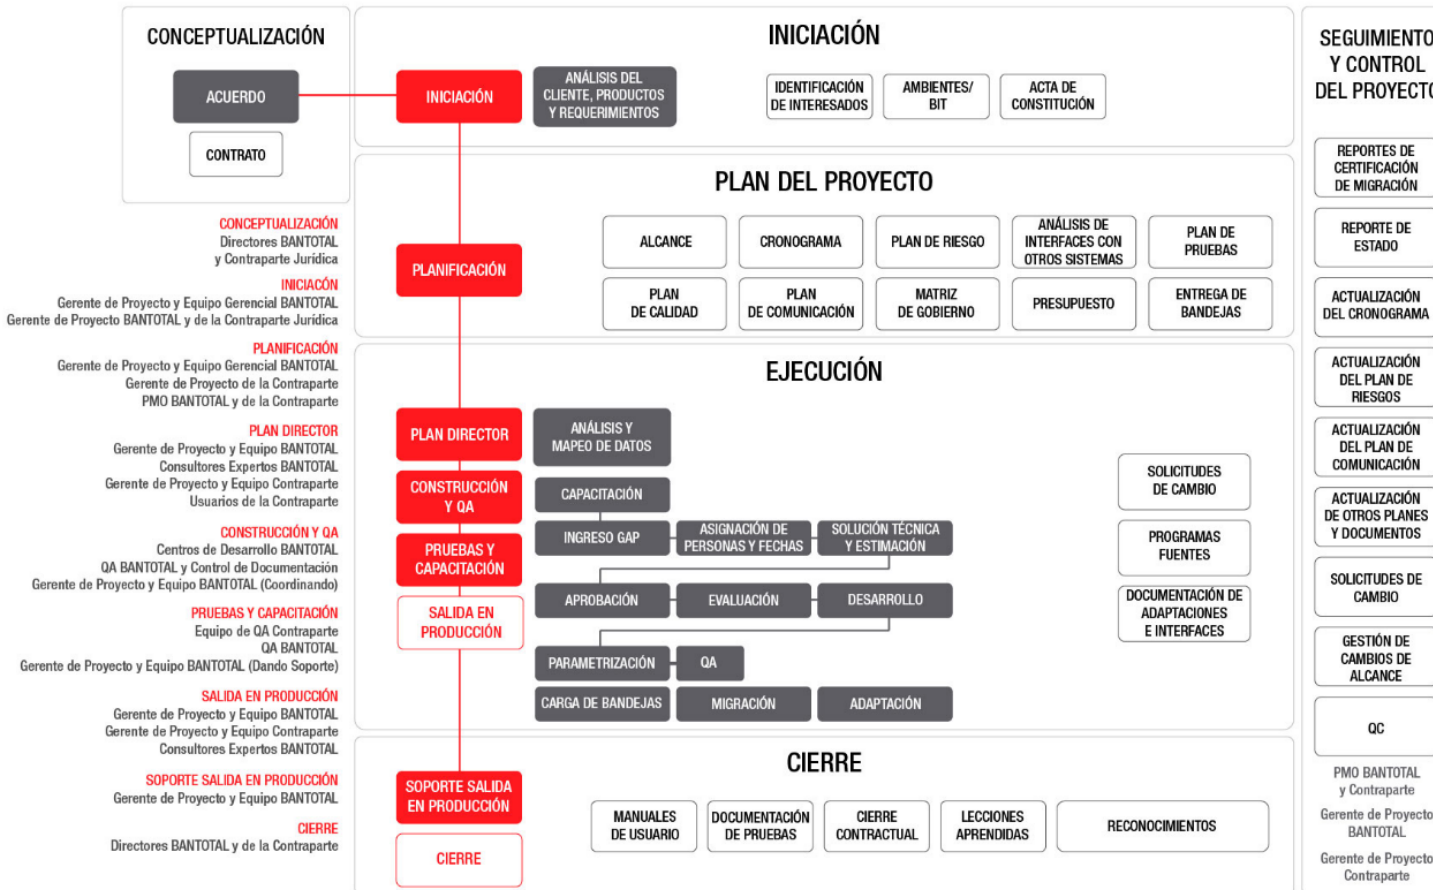 CONCEPTUALIZACIÓN
ACUERDO
CONTRATO
CONCEPTUALIZACIÓN
Directores BANTOTAL
y Contraparte Jurídica
INICIACÓN
Gerente de Proyecto y Equipo Gerencial BANTOTAL
Gerente de Proyecto BANTOTAL y de la Contraparte Jurídica
PLANIFICACIÓN
Gerente de Proyecto y Equipo Gerencial BANTOTAL
Gerente de Proyecto de la Contraparte
PMO BANTOTAL y de la Contraparte
PLAN DIRECTOR
Gerente de Proyecto y Equipo BANTOTAL
Consultores Expertos BANTOTAL
Gerente de Proyecto y Equipo Contraparte
Usuarios de la Contraparte
CONSTRUCCIÓN Y QA
Centros de Desarrollo BANTOTAL
QA BANTOTAL y Control de Documentación
Gerente de Proyecto y Equipo BANTOTAL (Coordinando)
PRUEBAS Y CAPACITACIÓN
Equipo de QA Contraparte
QA BANTOTAL
Gerente de Proyecto y Equipo BANTOTAL (Dando Soporte)
SALIDA EN PRODUCCIÓN
Gerente de Proyecto y Equipo BANTOTAL
Gerente de Proyecto y Equipo Contraparte
Consultores Expertos BANTOTAL
SOPORTE SALIDA EN PRODUCCIÓN
Gerente de Proyecto y Equipo BANTOTAL
CIERRE
Directores BANTOTAL y de la Contraparte
INICIACIÓN
INICIACIÓN
ANÁLISIS DEL
CLIENTE, PRODUCTOS
Y REQUERIMIENTOS
IDENTIFICACIÓN
DE INTERESADOS
AMBIENTES/
BIT
ACTA DE
CONSTITUCIÓN
PLAN DEL PROYECTO
PLANIFICACIÓN
ALCANCE
CRONOGRAMA
PLAN DE RIESGO
ANÁLISIS DE
INTERFACES CON
OTROS SISTEMAS
PLAN DE
PRUEBAS
PLAN
DE CALIDAD
PLAN
DE COMUNICACIÓN
MATRIZ
DE GOBIERNO
PRESUPUESTO
ENTREGA DE
BANDEJAS
EJECUCIÓN
PLAN DIRECTOR
ANÁLISIS Y
MAPEO DE DATOS
CONSTRUCCIÓN
Y QA
CAPACITACIÓN
PRUEBAS Y
CAPACITACIÓN
INGRESO GAP
ASIGNACIÓN DE
PERSONAS Y FECHAS
SOLUCIÓN TÉCNICA
Y ESTIMACIÓN
SALIDA EN
PRODUCCIÓN
APROBACIÓN
EVALUACIÓN
DESARROLLO
PARAMETRIZACIÓN
QA
CARGA DE BANDEJAS
MIGRACIÓN
ADAPTACIÓN
SOLICITUDES
DE CAMBIO
PROGRAMAS
FUENTES
DOCUMENTACIÓN DE
ADAPTACIONES
E INTERFACES
CIERRE
SOPORTE SALIDA
EN PRODUCCIÓN
CIERRE
MANUALES
DE USUARIO
DOCUMENTACIÓN
DE PRUEBAS
CIERRE
CONTRACTUAL
LECCIONES
APRENDIDAS
RECONOCIMIENTOS
SEGUIMIENTO
Y CONTROL
DEL PROYECTO
REPORTES DE
CERTIFICACIÓN
DE MIGRACIÓN
REPORTE DE
ESTADO
ACTUALIZACIÓN
DEL CRONOGRAMA
ACTUALIZACIÓN
DEL PLAN DE
RIESGOS
ACTUALIZACIÓN
DEL PLAN DE
COMUNICACIÓN
ACTUALIZACIÓN
DE OTROS PLANES
Y DOCUMENTOS
SOLICITUDES DE
CAMBIO
GESTIÓN DE
CAMBIOS DE
ALCANCE
QC
PMO BANTOTAL
y Contraparte
Gerente de Proyecto
BANTOTAL
Gerente de Proyecto
Contraparte